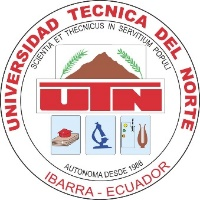 UNIVERSIDAD TECNICA DEL NORTE
SCIENTIA ET THECNICUS IN SERVITIUM POPULI
UTN
AUTONOMA DESDE 1986
IBARRA - ECUADOR